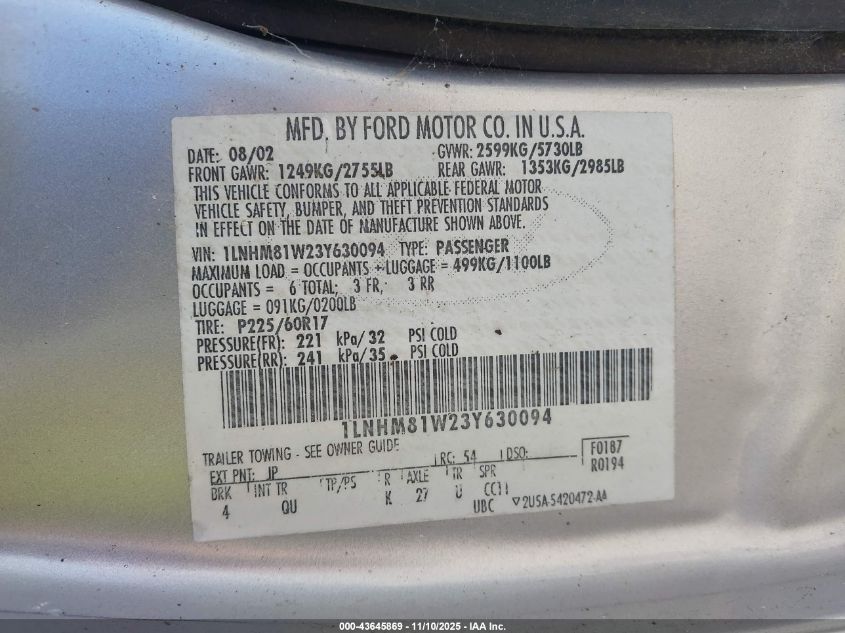 MFD. BY FORD MOTOR CO. IN U.S.A.
DATE: 08/02 GVWR: 2599KG/5730LB
FRONT GAWR: 1249KG/2755LB REAR GAWR: 1353KG/2985LB
THIS VEHICLE CONFORMS TO ALL APPLICABLE FEDERAL MOTOR
VEHICLE SAFETY, BUMPER, AND THEFT PREVENTION STANDARDS
IN EFFECT ON THE DATE OF MANUFACTURE SHOWN ABOVE.
VIN: 1LNHM81W23Y630094 TYPE: PASSENGER
MAXIMUM LOAD = OCCUPANTS + LUGGAGE = 499KG/1100LB
OCCUPANTS = 6 TOTAL; 3 FR, 3 RR
LUGGAGE = 091KG/0200LB
TIRE: P225/60R17
PRESSURE(FR) = 221 kPa/32 PSI COLD
PRESSURE(RR) = 241 kPa/35 PSI COLD
1LNHM81W23Y630094
TRAILER TOWING - SEE OWNER GUIDE
EXT PNT: JP RC: 54 DSO: F0187
R0194
BRK INT TR TP/PS R AXLE TR SPR
4 QU K 27 U CC11
UBC ▽2U5A-5420472-AA
000-43645869 - 11/10/2025 - IAA Inc.